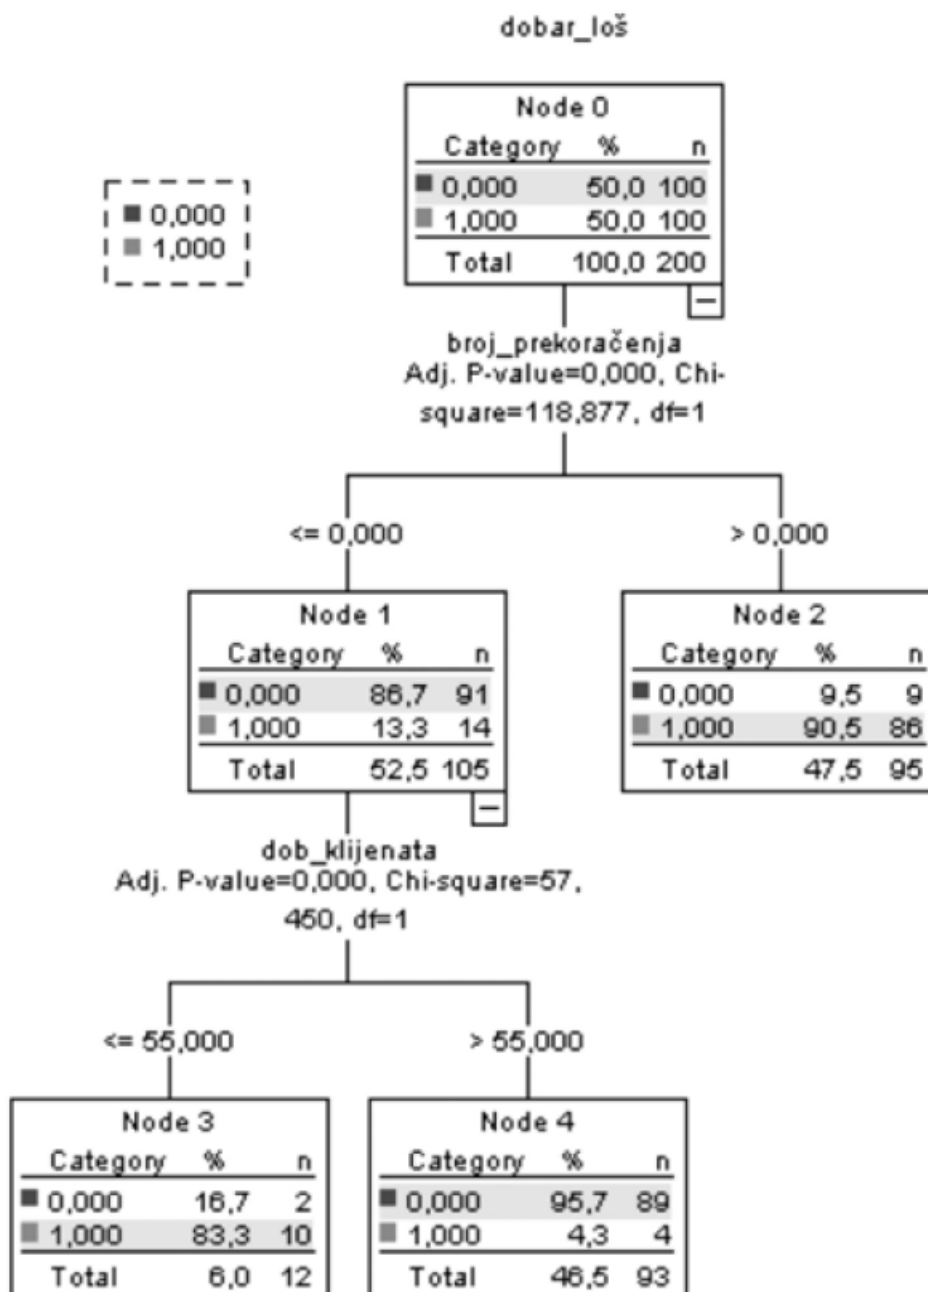 dobar_loš
Node 0
Category % n
0,000 50,0 100
1,000 50,0 100
Total 100,0 200
0,000
1,000
broj_prekoračenja
Adj. P-value=0,000, Chi-
square=118,877, df=1
<= 0,000
> 0,000
Node 1
Category % n
0,000 86,7 91
1,000 13,3 14
Total 52,5 105
Node 2
Category % n
0,000 9,5 9
1,000 90,5 86
Total 47,5 95
dob_klijenata
Adj. P-value=0,000, Chi-square=57,
450, df=1
<= 55,000
> 55,000
Node 3
Category % n
0,000 16,7 2
1,000 83,3 10
Total 6,0 12
Node 4
Category % n
0,000 95,7 89
1,000 4,3 4
Total 46,5 93